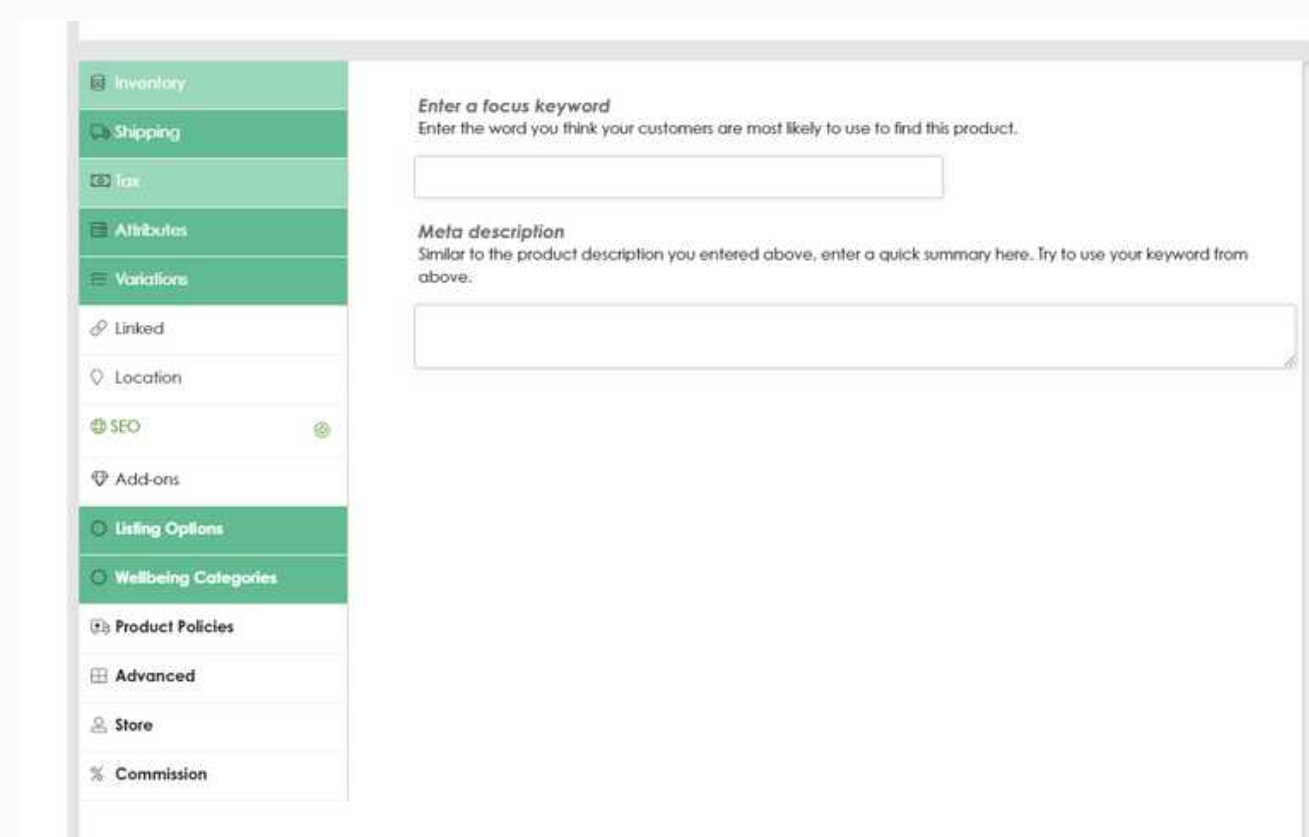 Inventory
Shipping
Tax
Attributes
Variations
Linked
Location
SEO
Add-ons
Listing Options
Wellbeing Categories
Product Policies
Advanced
Store
Commission
Enter a focus keyword
Enter the word you think your customers are most likely to use to find this product.
Meta description
Similar to the product description you entered above, enter a quick summary here. Try to use your keyword from
above.